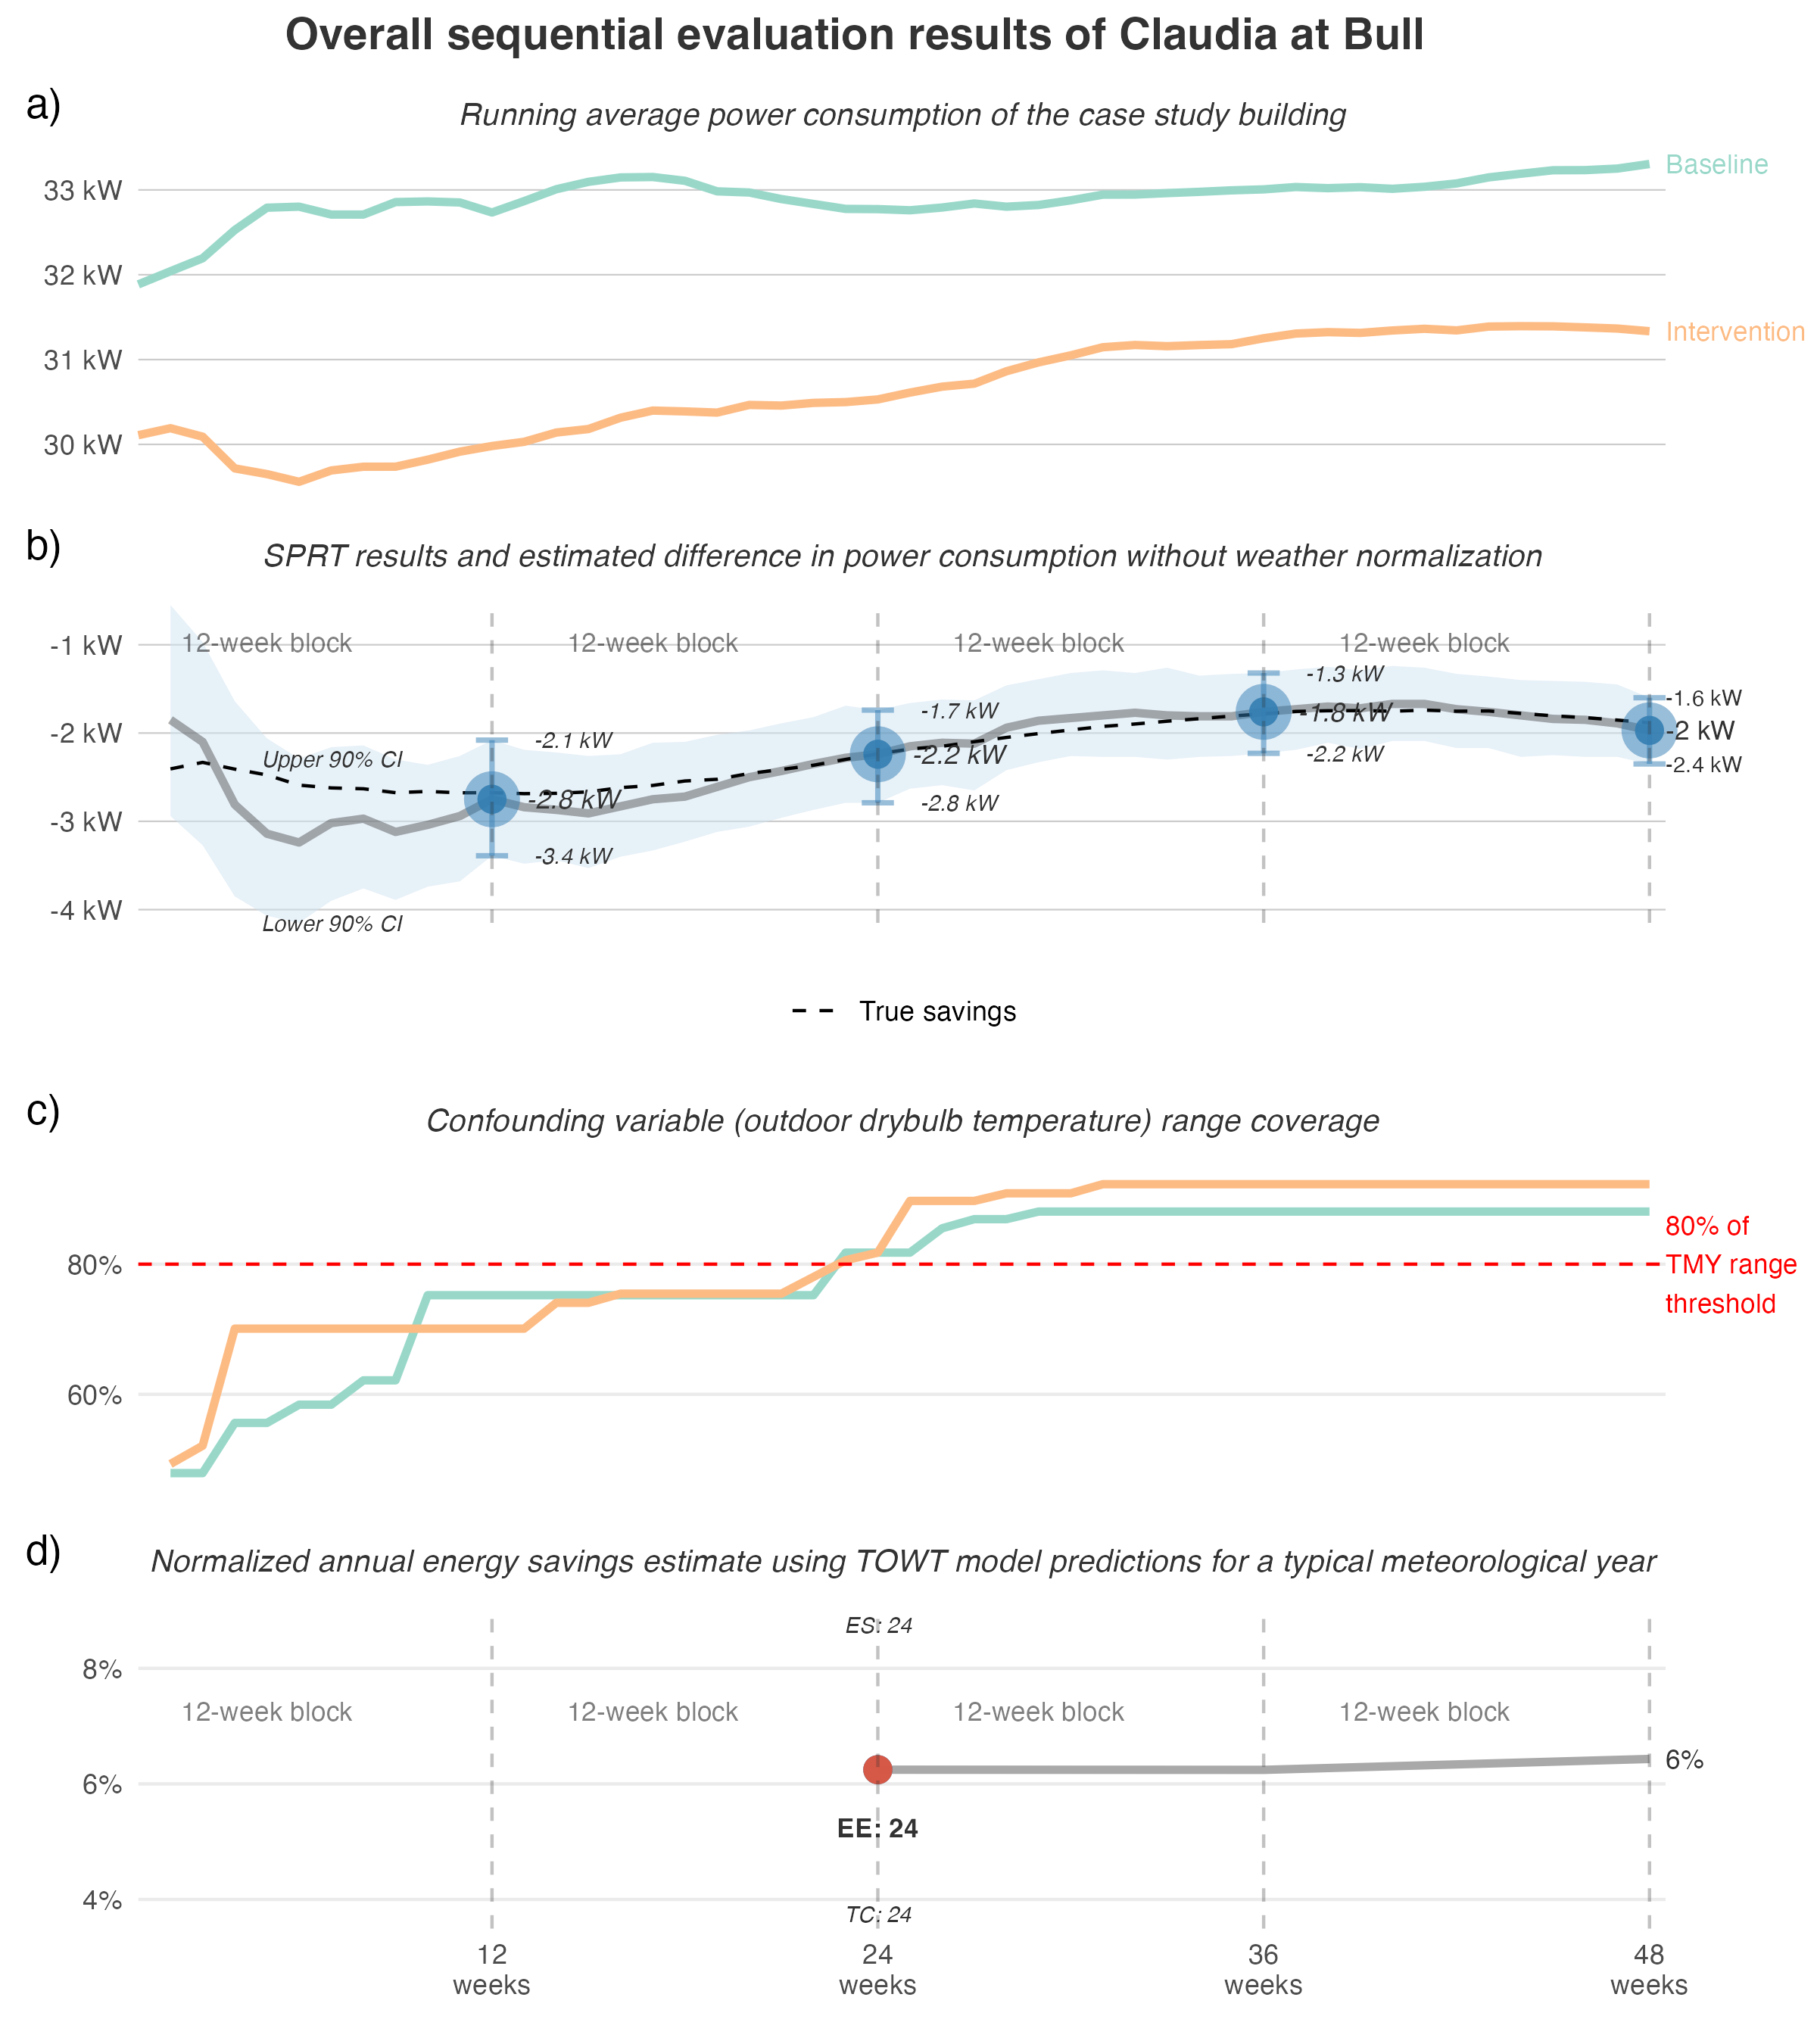 Overall sequential evaluation results of Claudia at Bull
a)
Running average power consumption of the case study building
33 kW
32 kW
31 kW
30 kW
Baseline
Intervention
b)
SPRT results and estimated difference in power consumption without weather normalization
-1 kW
-2 kW
-3 kW
-4 kW
12-week block
12-week block
12-week block
12-week block
Upper 90% CI
Lower 90% CI
-2.1 kW
-2.8 kW
-3.4 kW
-1.7 kW
-2.2 kW
-2.8 kW
-1.3 kW
-1.8 kW
-2.2 kW
-1.6 kW
-2 kW
-2.4 kW
True savings
c)
Confounding variable (outdoor drybulb temperature) range coverage
80%
60%
80% of
TMY range
threshold
d)
Normalized annual energy savings estimate using TOWT model predictions for a typical meteorological year
ES: 24
8%
6%
4%
12-week block
12-week block
12-week block
12-week block
6%
EE: 24
TC: 24
12
weeks
24
weeks
36
weeks
48
weeks